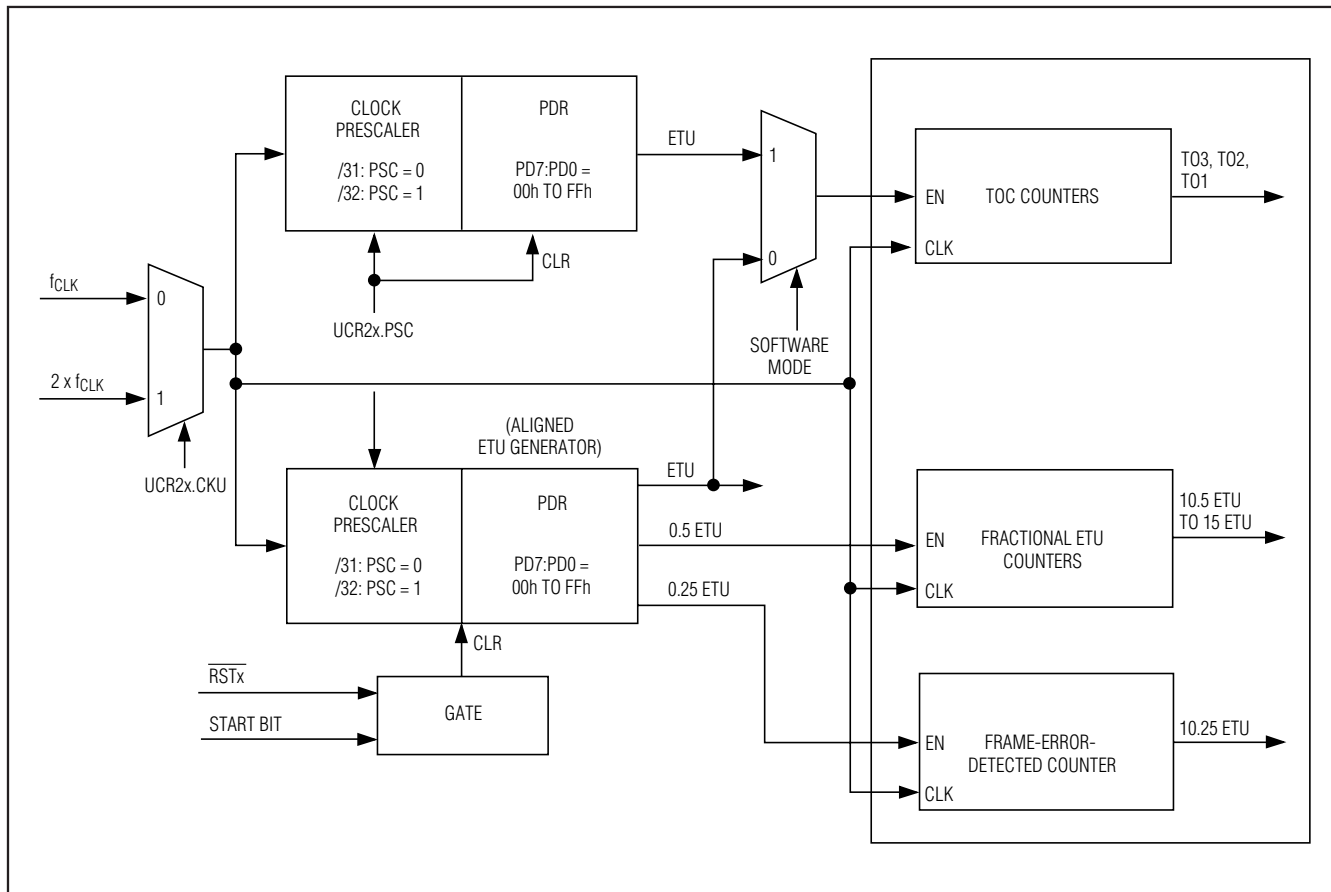 CLOCK
PRESCALER
/31: PSC = 0
/32: PSC = 1
PDR
PD7:PD0 =
00h TO FFh
ETU
1
0
EN
TOC COUNTERS
CLK
TO3, TO2,
TO1
CLR
UCR2x.PSC
SOFTWARE
MODE
fCLK
0
2 x fCLK
1
UCR2x.CKU
(ALIGNED
ETU GENERATOR)
CLOCK
PRESCALER
/31: PSC = 0
/32: PSC = 1
PDR
PD7:PD0 =
00h TO FFh
ETU
0.5 ETU
0.25 ETU
EN
FRACTIONAL ETU
COUNTERS
CLK
10.5 ETU
TO 15 ETU
CLR
RSTx
START BIT
GATE
EN
FRAME-ERROR-
DETECTED COUNTER
CLK
10.25 ETU